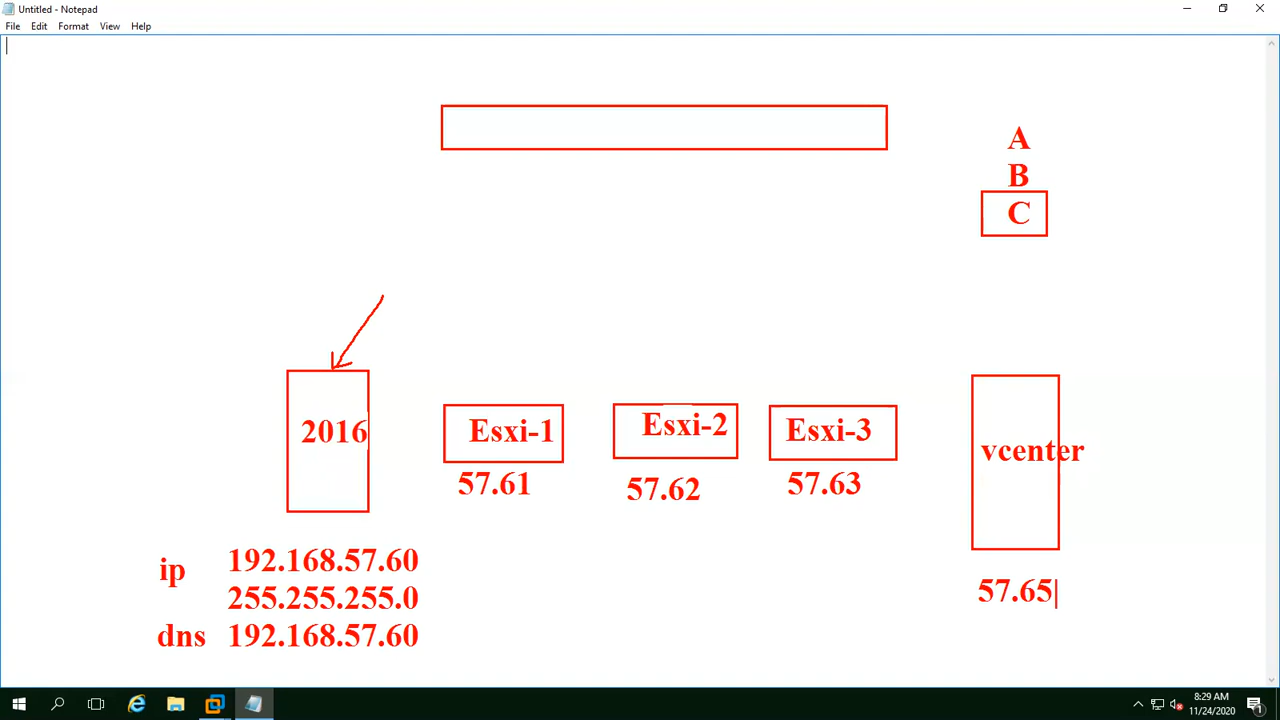 Untitled - Notepad
File Edit Format View Help
A
B
C
2016
Esxi-1
Esxi-2
Esxi-3
vcenter
57.61
57.62
57.63
57.65
ip 192.168.57.60
255.255.255.0
dns 192.168.57.60
8:29 AM
11/24/2020
1